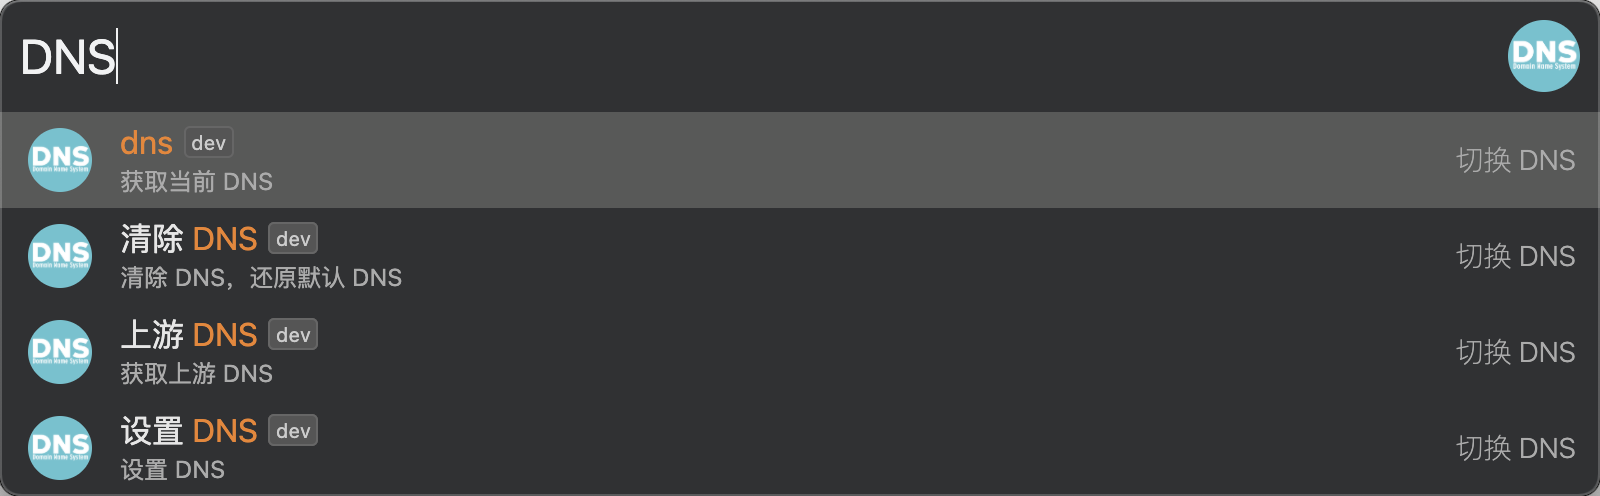 DNS
DNS
Domain Name System
dns dev
获取当前 DNS
切换 DNS
DNS
Domain Name System
清除 DNS dev
清除 DNS，还原默认 DNS
切换 DNS
DNS
Domain Name System
上游 DNS dev
获取上游 DNS
切换 DNS
DNS
Domain Name System
设置 DNS dev
设置 DNS
切换 DNS
DNS
Domain Name System